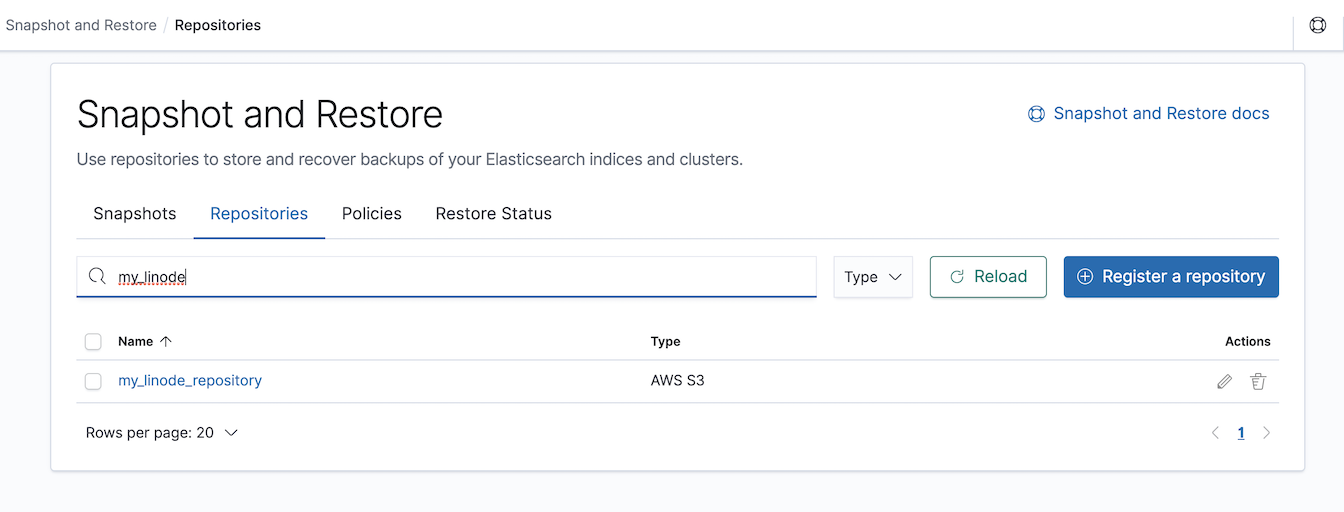 Snapshot and Restore / Repositories
Snapshot and Restore
Snapshot and Restore docs
Use repositories to store and recover backups of your Elasticsearch indices and clusters.
Snapshots Repositories Policies Restore Status
my_linode Type Reload Register a repository
Name Type Actions
my_linode_repository AWS S3
Rows per page: 20 1